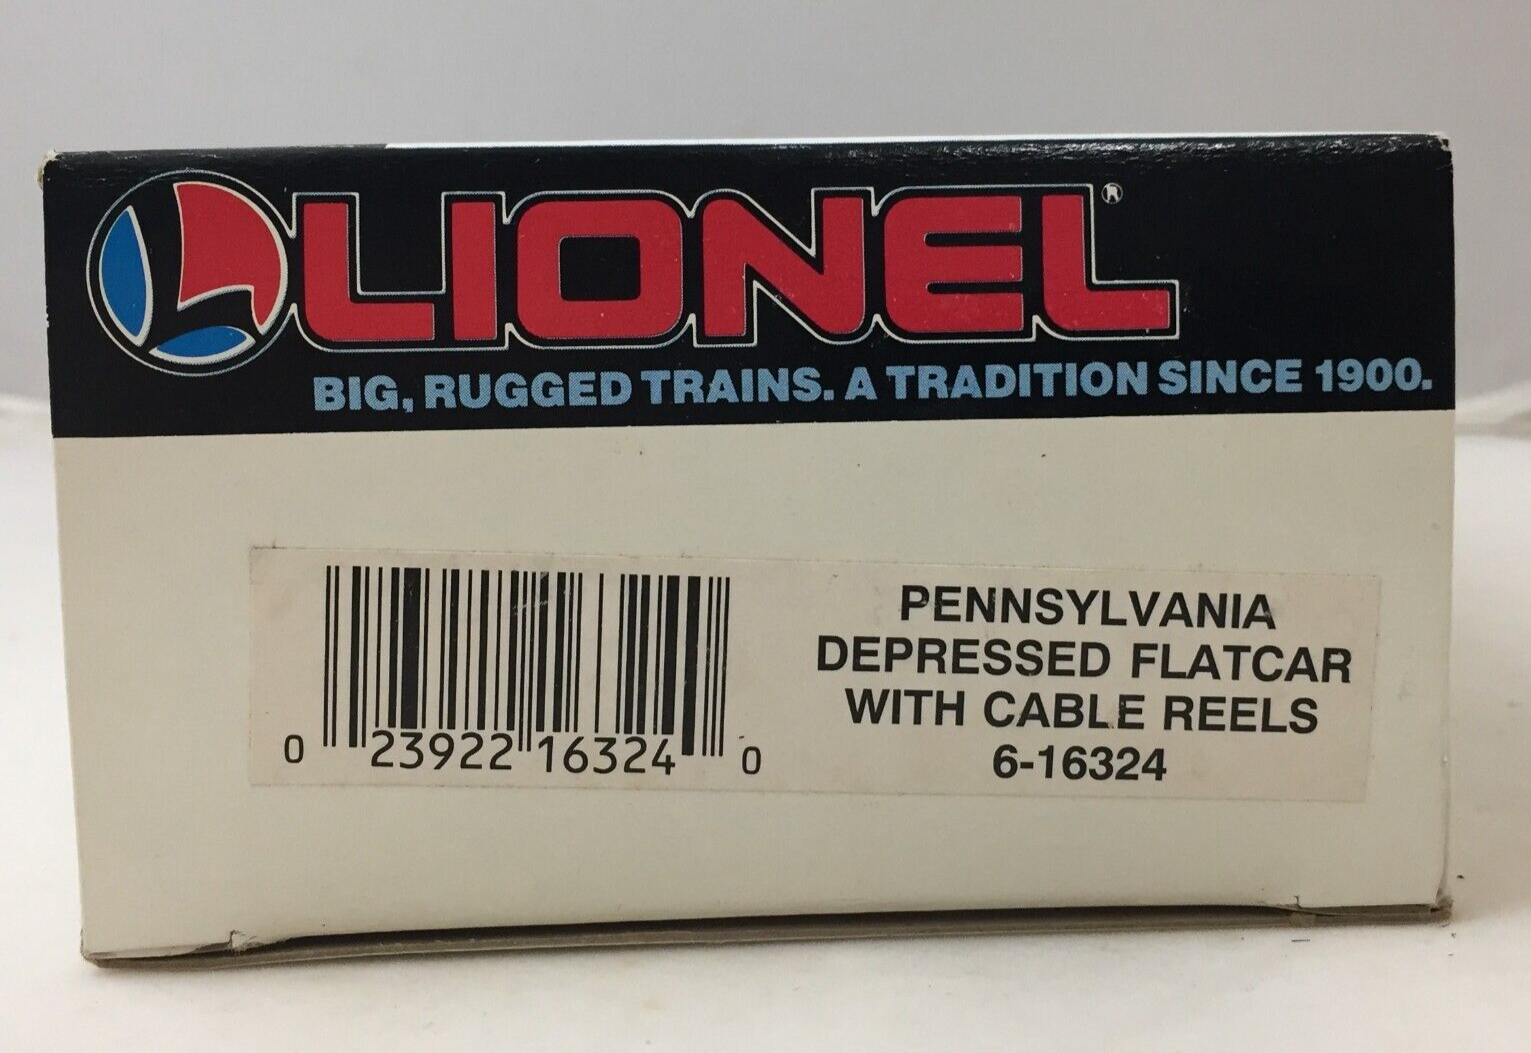 LIONEL®
BIG, RUGGED TRAINS. A TRADITION SINCE 1900.
PENNSYLVANIA
DEPRESSED FLATCAR
WITH CABLE REELS
6-16324
0 23922 16324 0